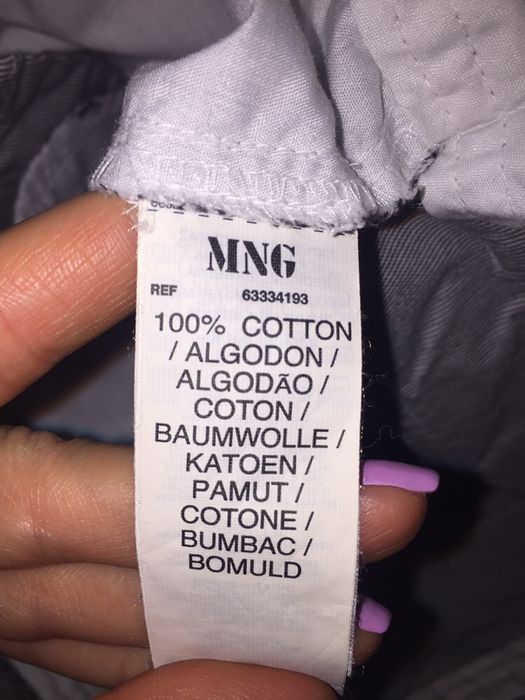 MNG
REF 63334193
100% COTTON
/ ALGODON /
ALGODÃO /
COTON /
BAUMWOLLE /
KATOEN /
PAMUT /
COTONE /
BUMBAC /
BOMULD